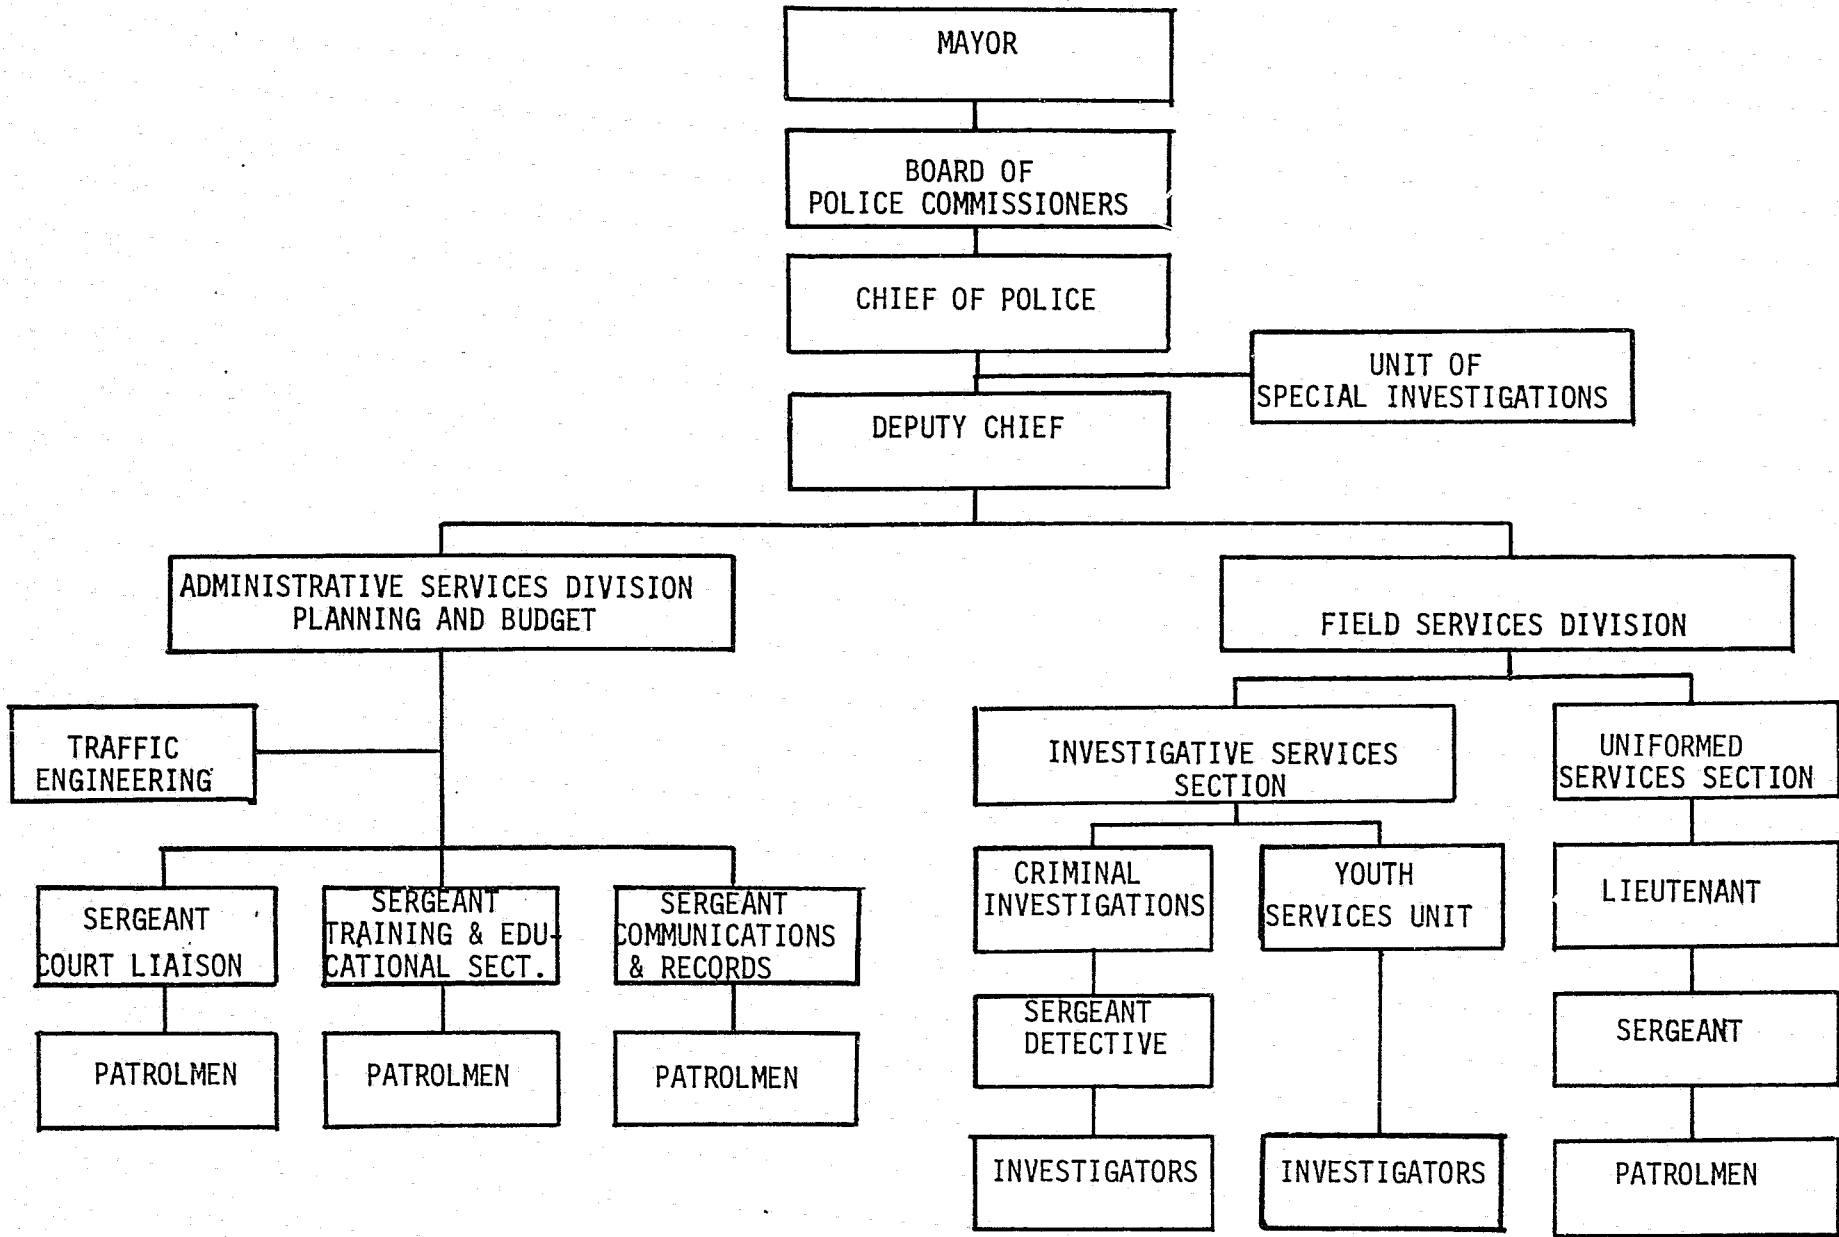 MAYOR
BOARD OF
POLICE COMMISSIONERS
CHIEF OF POLICE
UNIT OF
SPECIAL INVESTIGATIONS
DEPUTY CHIEF
ADMINISTRATIVE SERVICES DIVISION
PLANNING AND BUDGET
FIELD SERVICES DIVISION
TRAFFIC
ENGINEERING
INVESTIGATIVE SERVICES
SECTION
UNIFORMED
SERVICES SECTION
SERGEANT
COURT LIAISON
SERGEANT
TRAINING & EDU-
CATIONAL SECT.
SERGEANT
COMMUNICATIONS
& RECORDS
CRIMINAL
INVESTIGATIONS
YOUTH
SERVICES UNIT
LIEUTENANT
SERGEANT
DETECTIVE
SERGEANT
PATROLMEN
PATROLMEN
PATROLMEN
INVESTIGATORS
INVESTIGATORS
PATROLMEN